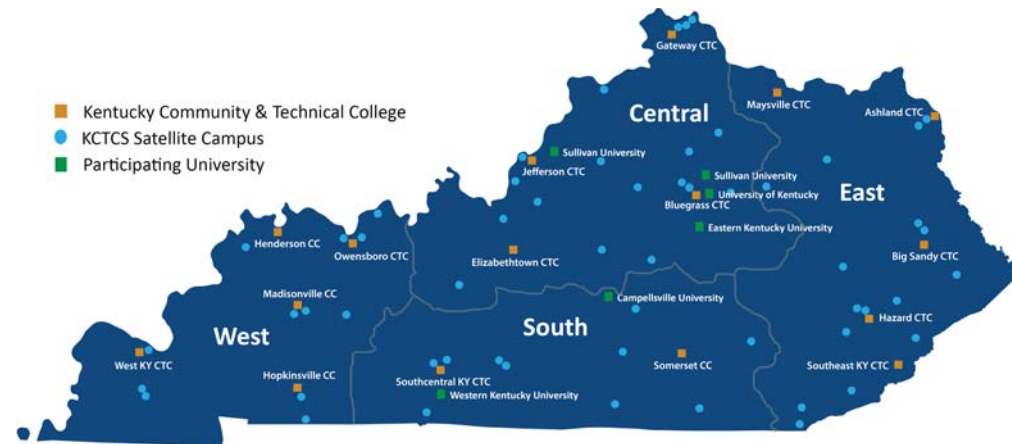 Gateway CTC
Kentucky Community & Technical College
KCTCS Satellite Campus
Participating University
Central
Maysville CTC
Ashland CTC
Sullivan University
Jefferson CTC
Sullivan University
University of Kentucky
Bluegrass CTC
East
Eastern Kentucky University
Henderson CC
Owensboro CTC
Elizabethtown CTC
Big Sandy CTC
Madisonville CC
Campellsville University
West
South
Hazard CTC
West KY CTC
Somerset CC
Southeast KY CTC
Hopkinsville CC
Southcentral KY CTC
Western Kentucky University